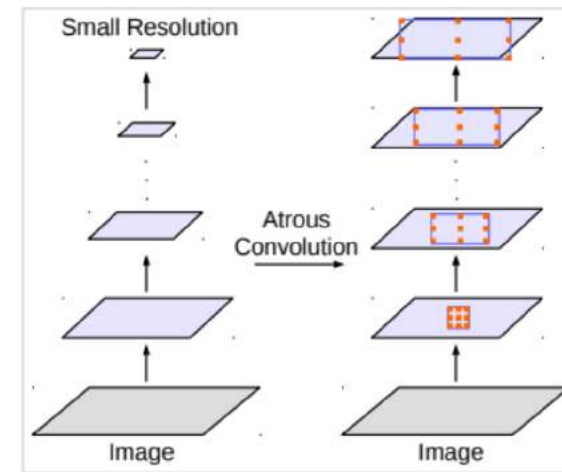 Small Resolution
Atrous
Convolution
Image
Image